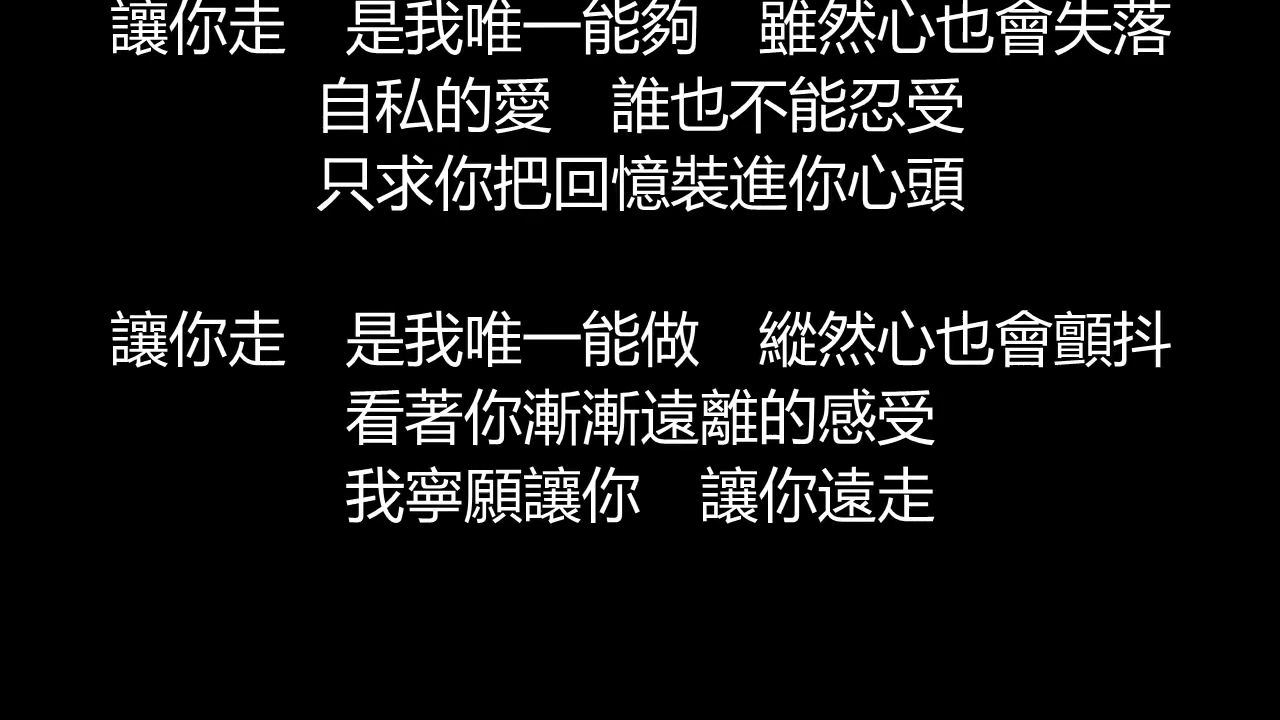 讓你走　是我唯一能夠　雖然心也會失落
自私的愛　誰也不能忍受
只求你把回憶裝進你心頭
讓你走　是我唯一能做　縱然心也會顫抖
看著你漸漸遠離的感受
我寧願讓你　讓你遠走